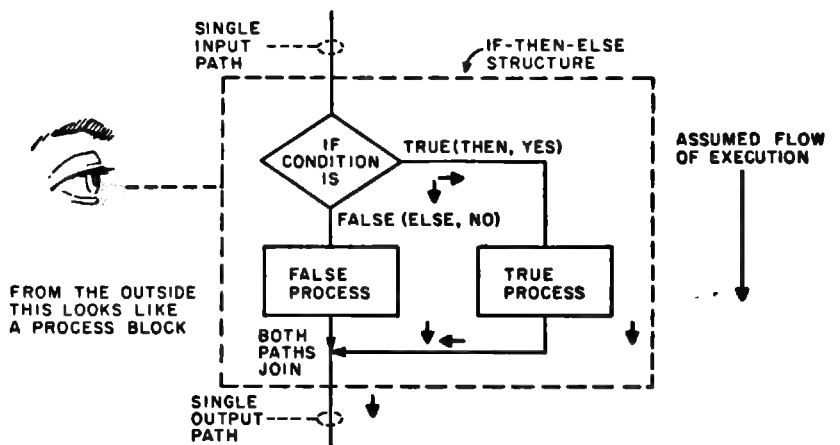 SINGLE
INPUT
PATH
IF-THEN-ELSE
STRUCTURE
IF
CONDITION
IS
TRUE(THEN, YES)
ASSUMED FLOW
OF EXECUTION
FALSE (ELSE, NO)
FALSE
PROCESS
TRUE
PROCESS
FROM THE OUTSIDE
THIS LOOKS LIKE
A PROCESS BLOCK
BOTH
PATHS
JOIN
SINGLE
OUTPUT
PATH